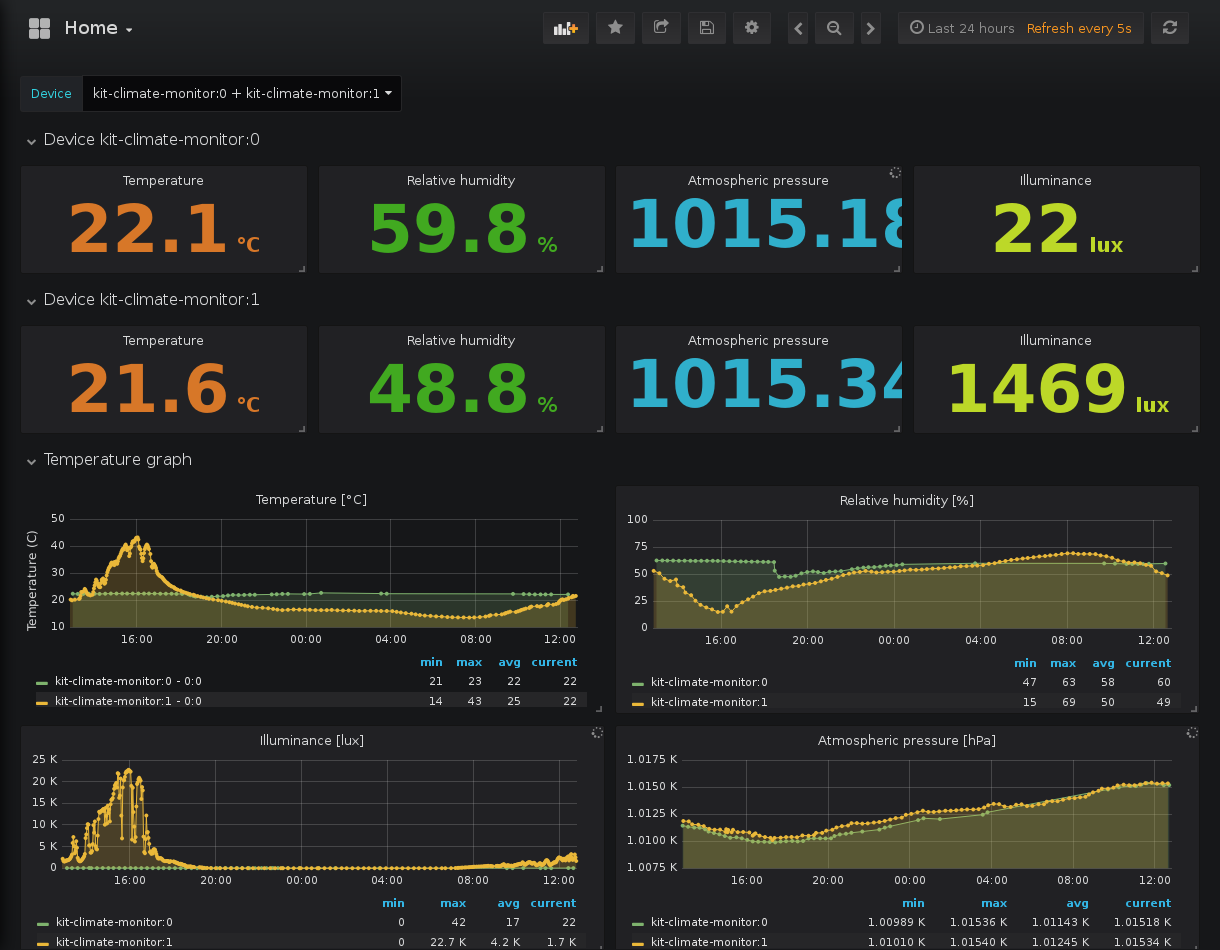 Home
Last 24 hours Refresh every 5s
Device kit-climate-monitor:0 + kit-climate-monitor:1
Device kit-climate-monitor:0
Temperature Relative humidity Atmospheric pressure Illuminance
22.1 °C 59.8 % 1015.18 22 lux
Device kit-climate-monitor:1
Temperature Relative humidity Atmospheric pressure Illuminance
21.6 °C 48.8 % 1015.34 1469 lux
Temperature graph
Temperature [°C]
Temperature (C)
50
40
30
20
10
16:00 20:00 00:00 04:00 08:00 12:00
min max avg current
kit-climate-monitor:0 - 0:0 21 23 22 22
kit-climate-monitor:1 - 0:0 14 43 25 22
Relative humidity [%]
100
75
50
25
0
16:00 20:00 00:00 04:00 08:00 12:00
min max avg current
kit-climate-monitor:0 47 63 58 60
kit-climate-monitor:1 15 69 50 49
Illuminance [lux]
25 K
20 K
15 K
10 K
5 K
0
16:00 20:00 00:00 04:00 08:00 12:00
min max avg current
kit-climate-monitor:0 0 42 17 22
kit-climate-monitor:1 0 22.7 K 4.2 K 1.7 K
Atmospheric pressure [hPa]
1.0175 K
1.0150 K
1.0125 K
1.0100 K
1.0075 K
16:00 20:00 00:00 04:00 08:00 12:00
min max avg current
kit-climate-monitor:0 1.00989 K 1.01536 K 1.01143 K 1.01518 K
kit-climate-monitor:1 1.01010 K 1.01540 K 1.01245 K 1.01534 K